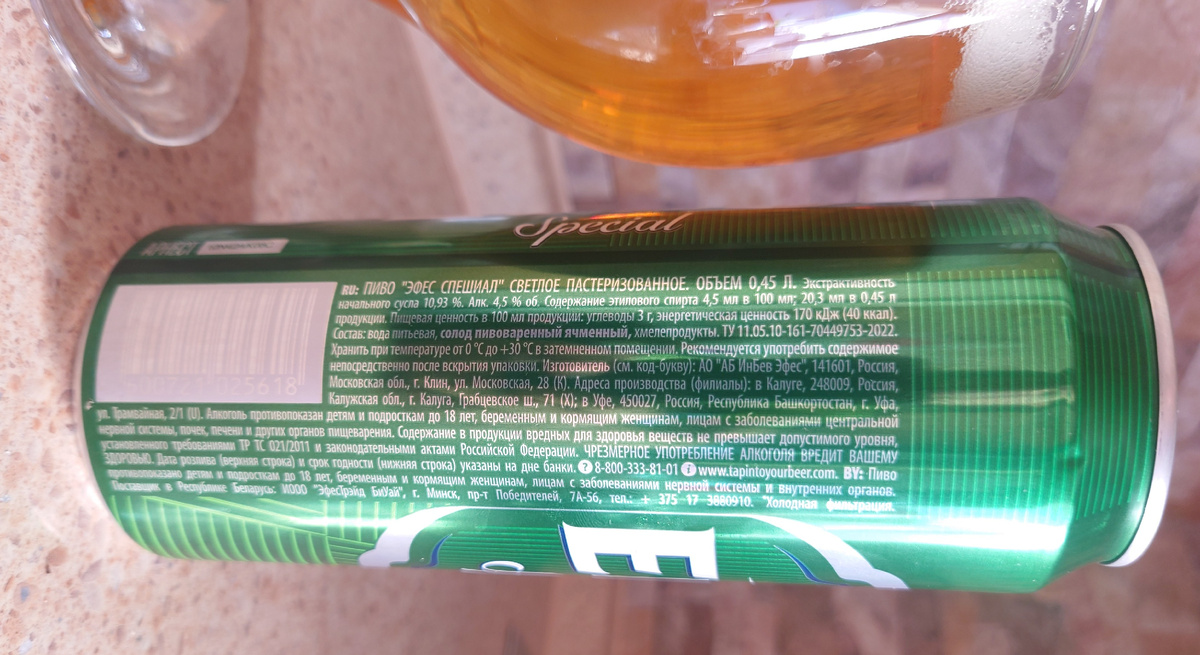 Special
RU: ПИВО "ЭФЕС СПЕШИАЛ" СВЕТЛОЕ ПАСТЕРИЗОВАННОЕ. ОБЪЕМ 0,45 Л. Экстрактивность
начального сусла 10,93 %. Алк. 4,5 % об. Содержание этилового спирта 4,5 мл в 100 мл; 20,3 мл в 0,45 л
продукции. Пищевая ценность в 100 мл продукции: углеводы 3 г, энергетическая ценность 170 кДж (40 ккал).
Состав: вода питьевая, солод пивоваренный ячменный, хмелепродукты. ТУ 11.05.10-161-70449753-2022.
Хранить при температуре от 0 °С до +30 °С в затемненном помещении. Рекомендуется употребить содержимое
непосредственно после вскрытия упаковки. Изготовитель (см. код-букву): АО "АБ ИнБев Эфес", 141601, Россия,
Московская обл., г. Клин, ул. Московская, 28 (К). Адреса производства (филиалы): в Калуге, 248009, Россия,
Калужская обл., г. Калуга, Грабцевское ш., 71 (Х); в Уфе, 450027, Россия, Республика Башкортостан, г. Уфа,
ул. Трамвайная, 2/1 (U). Алкоголь противопоказан детям и подросткам до 18 лет, беременным и кормящим женщинам, лицам с заболеваниями центральной
нервной системы, почек, печени и других органов пищеварения. Содержание в продукции вредных для здоровья веществ не превышает допустимого уровня,
установленного требованиями ТР ТС 021/2011 и законодательными актами Российской Федерации. ЧРЕЗМЕРНОЕ УПОТРЕБЛЕНИЕ АЛКОГОЛЯ ВРЕДИТ ВАШЕМУ
ЗДОРОВЬЮ. Дата розлива (верхняя строка) и срок годности (нижняя строка) указаны на дне банки. ? 8-800-333-81-01 i www.tapintoyourbeer.com. BY: Пиво
противопоказано детям и подросткам до 18 лет, беременным и кормящим женщинам, лицам с заболеваниями нервной системы и внутренних органов.
Поставщик в Республике Беларусь: ИООО "ЭфесТрэйд БиУай", г. Минск, пр-т Победителей, 7А-56, тел.: + 375 17 3880910. *Холодная фильтрация.
25618
E